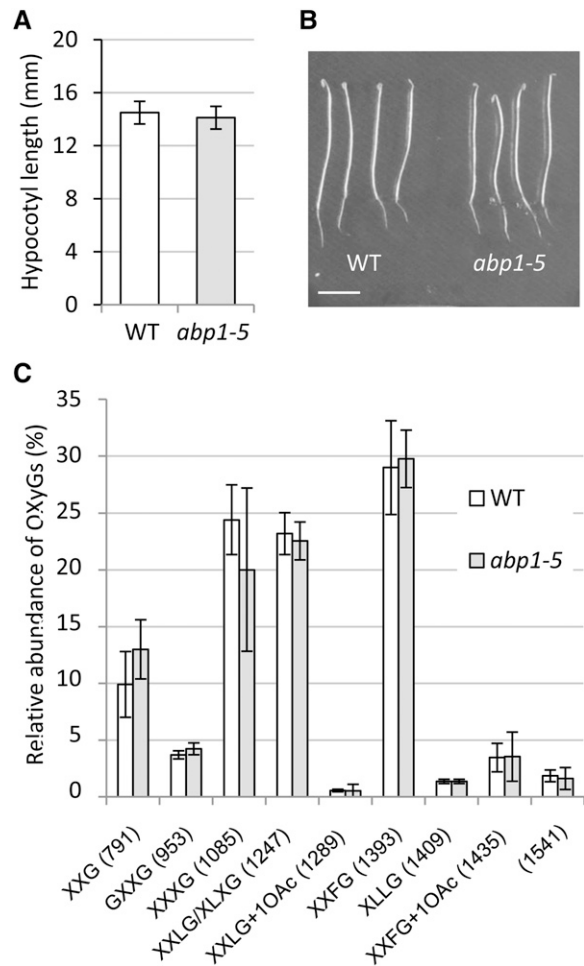 A
Hypocotyl length (mm)
20
16
12
8
4
0
WT abp1-5
B
WT abp1-5
C
Relative abundance of OXyGs (%)
35
30
25
20
15
10
5
0
WT
abp1-5
XXG (791)
GXXG (953)
XXXG (1085)
XXLG/XLXG (1247)
XXLG+1OAc (1289)
XXFG (1393)
XLLG (1409)
XXFG+1OAc (1435)
(1541)